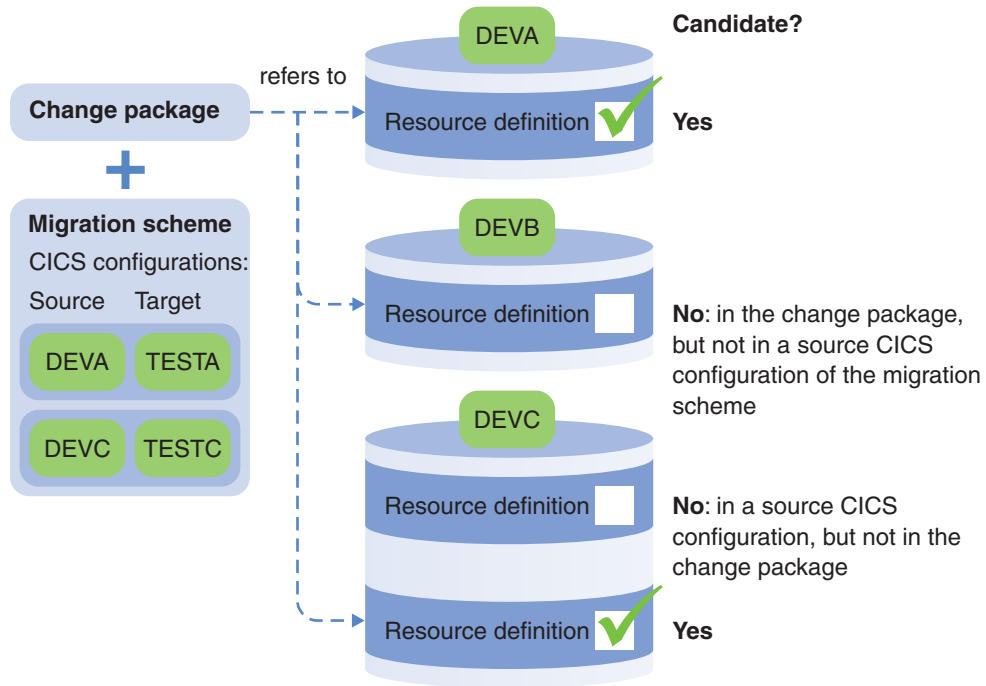 DEVA
Candidate?
refers to
Change package
Resource definition
Yes
Migration scheme
CICS configurations:
Source Target
DEVA TESTA
DEVC TESTC
DEVB
Resource definition
No: in the change package,
but not in a source CICS
configuration of the migration
scheme
DEVC
Resource definition
No: in a source CICS
configuration, but not in the
change package
Resource definition
Yes